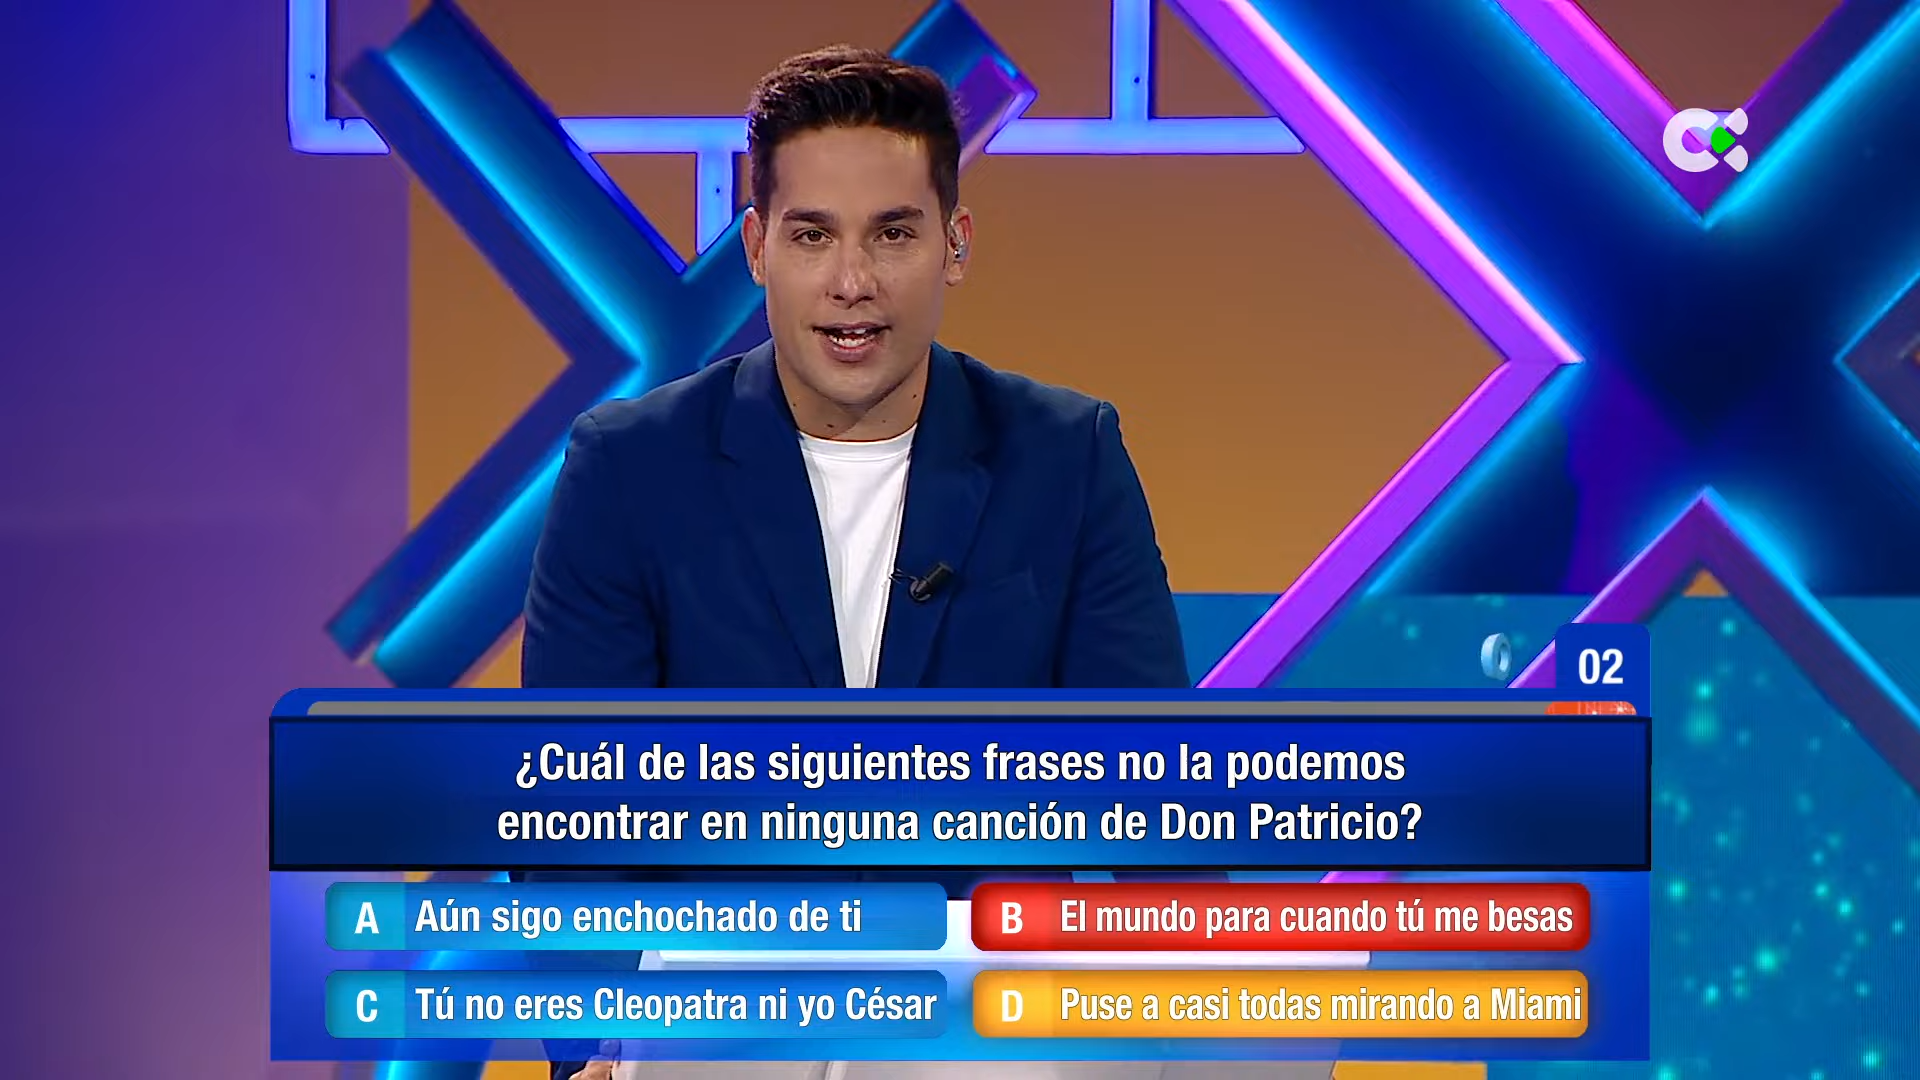 02
¿Cuál de las siguientes frases no la podemos
encontrar en ninguna canción de Don Patricio?
A Aún sigo enchochado de ti
B El mundo para cuando tú me besas
C Tú no eres Cleopatra ni yo César
D Puse a casi todas mirando a Miami